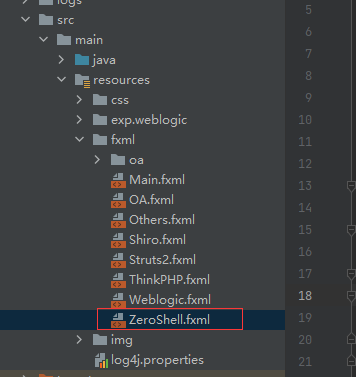 logs
src
main
java
resources
css
exp.weblogic
fxml
oa
Main.fxml
OA.fxml
Others.fxml
Shiro.fxml
Struts2.fxml
ThinkPHP.fxml
Weblogic.fxml
ZeroShell.fxml
img
log4j.properties
5
6
7
8
9
10
11
12
13
14
15
16
17
18
19
20
21